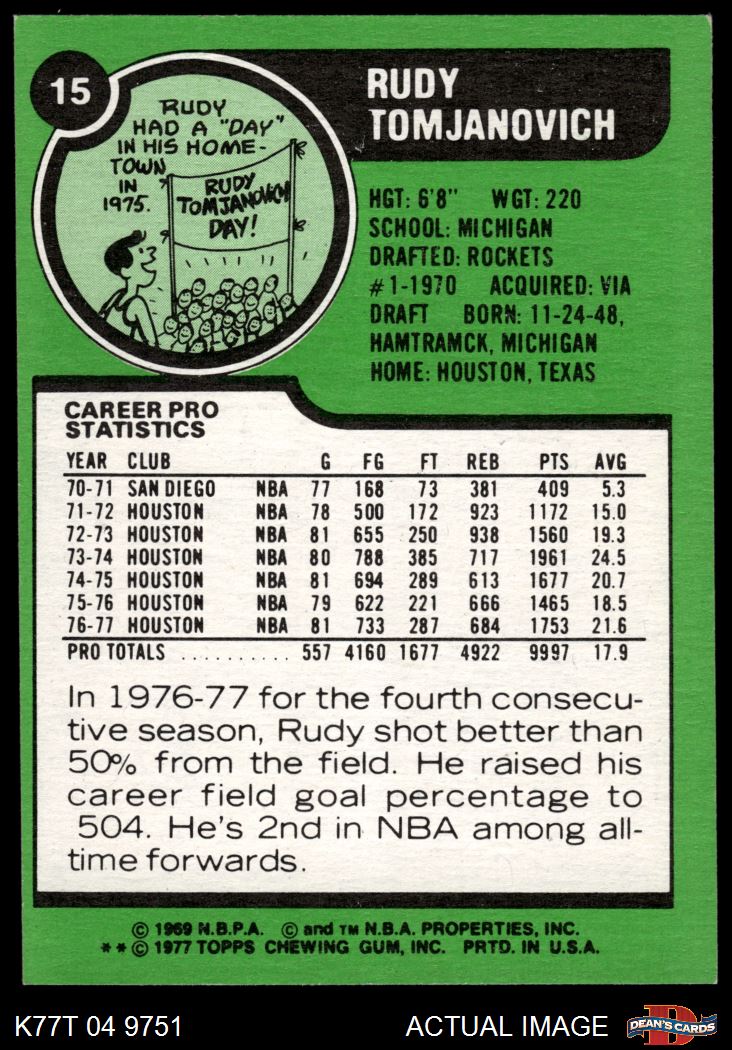 15
RUDY
TOMJANOVICH
RUDY
HAD A "DAY"
IN HIS HOME-
TOWN
IN
1975.
RUDY
TOMJANOVICH
DAY!
HGT: 6'8" WGT: 220
SCHOOL: MICHIGAN
DRAFTED: ROCKETS
#1-1970 ACQUIRED: VIA
DRAFT BORN: 11-24-48,
HAMTRAMCK, MICHIGAN
HOME: HOUSTON, TEXAS
CAREER PRO
STATISTICS
YEAR CLUB G FG FT REB PTS AVG
70-71 SAN DIEGO NBA 77 168 73 381 409 5.3
71-72 HOUSTON NBA 78 500 172 923 1172 15.0
72-73 HOUSTON NBA 81 655 250 938 1560 19.3
73-74 HOUSTON NBA 80 788 385 717 1961 24.5
74-75 HOUSTON NBA 81 694 289 613 1677 20.7
75-76 HOUSTON NBA 79 622 221 666 1465 18.5
76-77 HOUSTON NBA 81 733 287 684 1753 21.6
PRO TOTALS .......... 557 4160 1677 4922 9997 17.9
In 1976-77 for the fourth consecu-
tive season, Rudy shot better than
50% from the field. He raised his
career field goal percentage to
504. He's 2nd in NBA among all-
time forwards.
© 1969 N.B.P.A. © and TM N.B.A. PROPERTIES, INC.
**© 1977 TOPPS CHEWING GUM, INC. PRTD. IN U.S.A.
K77T 04 9751 ACTUAL IMAGE DEAN'S CARDS